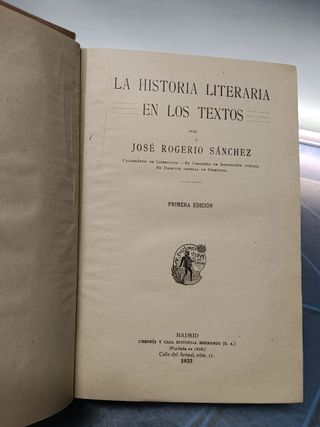 LA HISTORIA LITERARIA
EN LOS TEXTOS
POR
JOSÉ ROGERIO SÁNCHEZ
CATEDRÁTICO DE LITERATURA. — EX CONSEJERO DE INSTRUCCIÓN PÚBLICA.
EX DIRECTOR GENERAL DE ENSEÑANZA.
PRIMERA EDICIÓN
MADRID
LIBRERÍA Y CASA EDITORIAL HERNANDO (S. A.)
(Fundada en 1828.)
Calle del Arenal, núm. 11.
1933